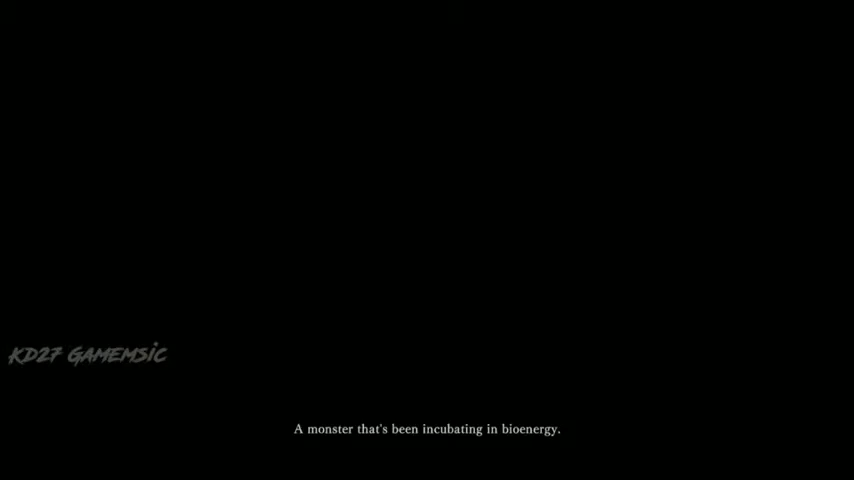 KD27 GAMEMSIC
A monster that's been incubating in bioenergy.